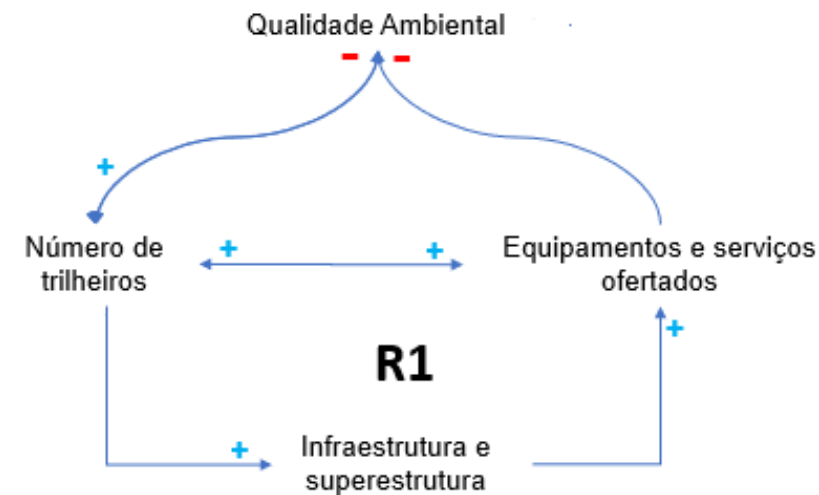 Qualidade Ambiental
- -
+
Número de
trilheiros
+ +
Equipamentos e serviços
ofertados
+
R1
+
Infraestrutura e
superestrutura